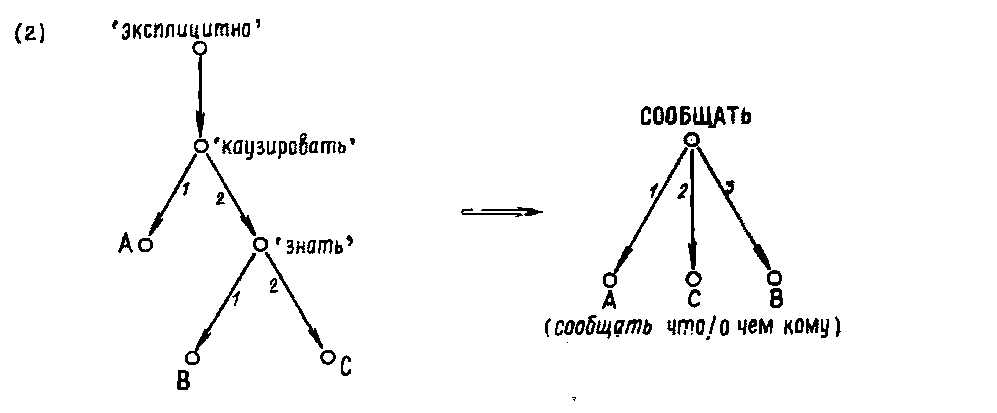 (2)
'эксплицитно'
'каузировать'
1
2
A
'знать'
1
2
B
C
СООБЩАТЬ
1
2
3
A
C
B
(сообщать что/о чем кому)